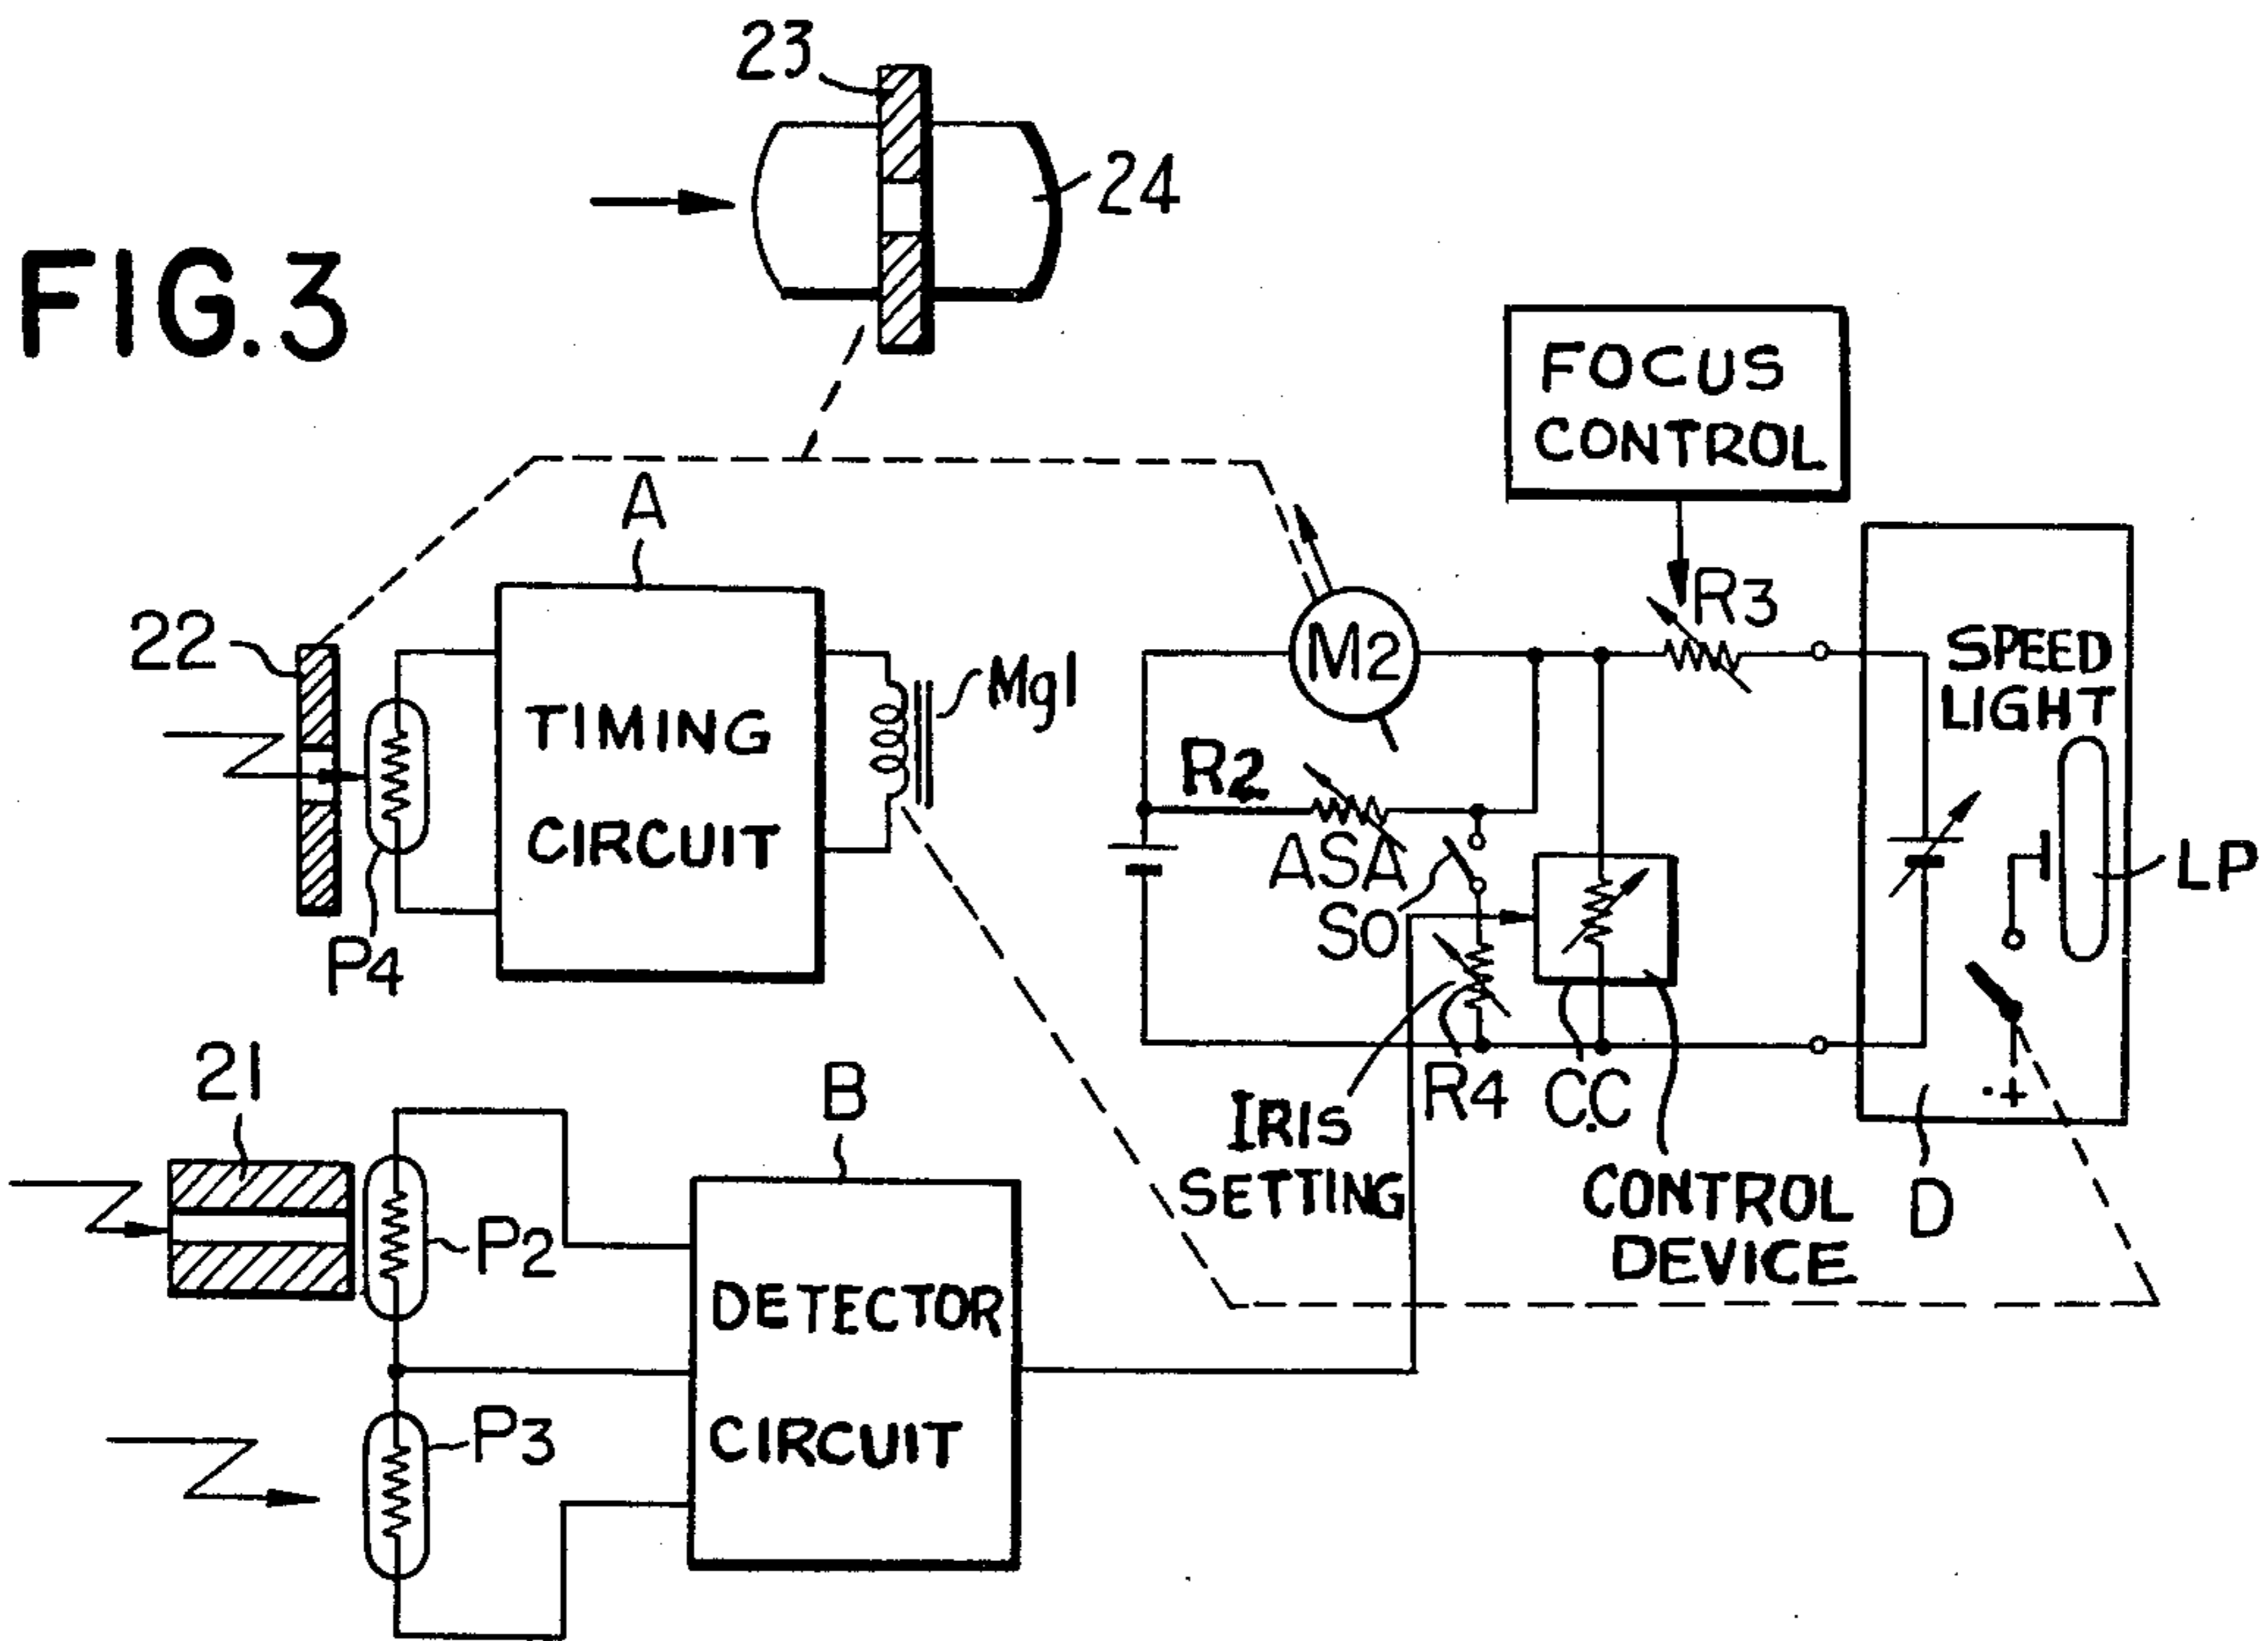 23
24
FIG. 3
FOCUS
CONTROL
A
22
TIMING
CIRCUIT
Mg1
P4
M2
R3
R2
ASA
SO
SPEED
LIGHT
LP
IRIS
SETTING
R4
C.C
CONTROL
DEVICE
·+
D
21
P2
B
DETECTOR
CIRCUIT
P3